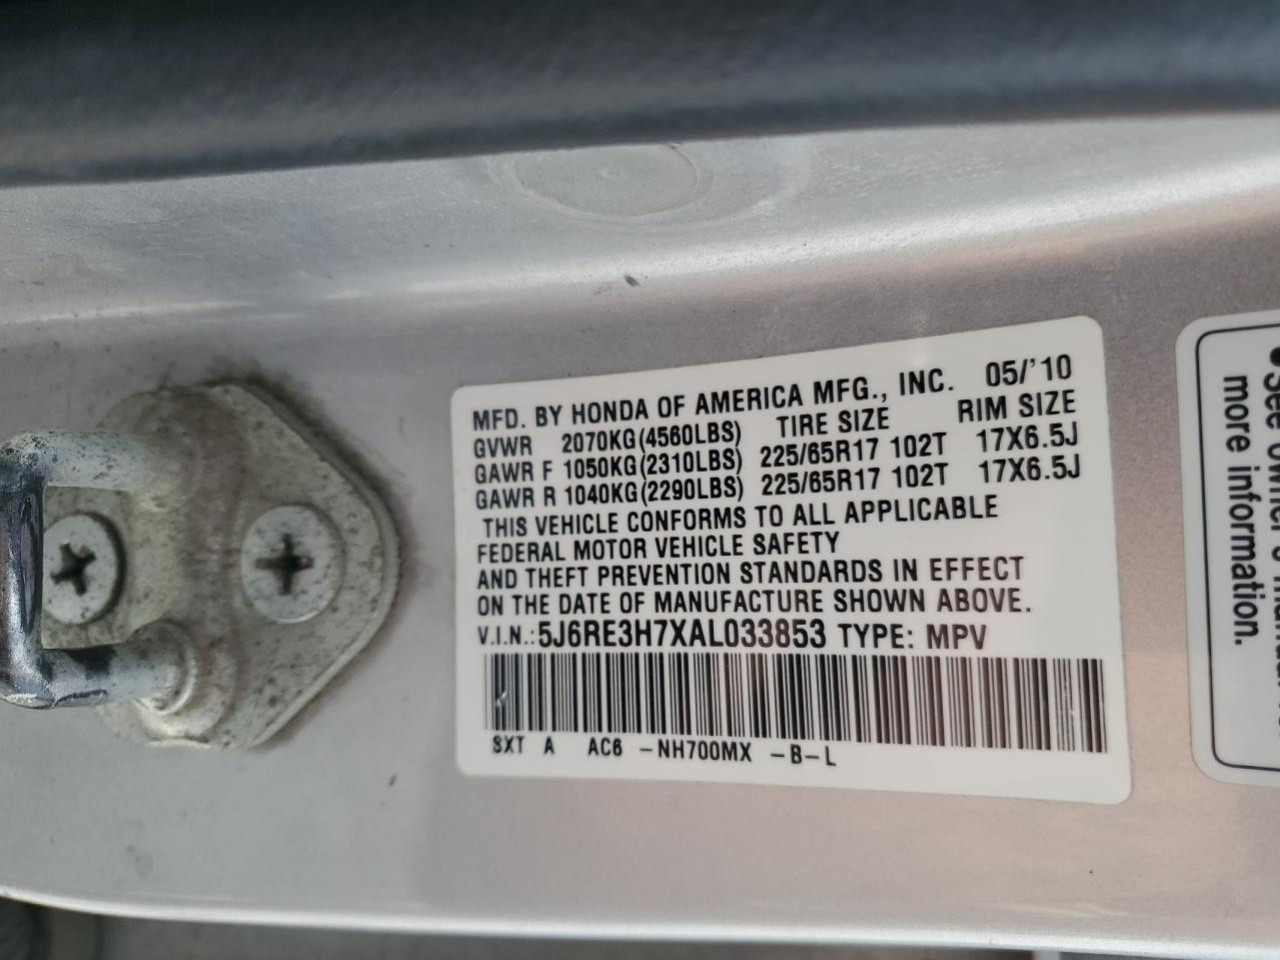 MFD. BY HONDA OF AMERICA MFG., INC. 05/'10
GVWR 2070KG(4560LBS) TIRE SIZE RIM SIZE
GAWR F 1050KG(2310LBS) 225/65R17 102T 17X6.5J
GAWR R 1040KG(2290LBS) 225/65R17 102T 17X6.5J
THIS VEHICLE CONFORMS TO ALL APPLICABLE
FEDERAL MOTOR VEHICLE SAFETY
AND THEFT PREVENTION STANDARDS IN EFFECT
ON THE DATE OF MANUFACTURE SHOWN ABOVE.
V.I.N.:5J6RE3H7XAL033853 TYPE: MPV
SXT A AC6 -NH700MX -B-L
•See owner's
more information.